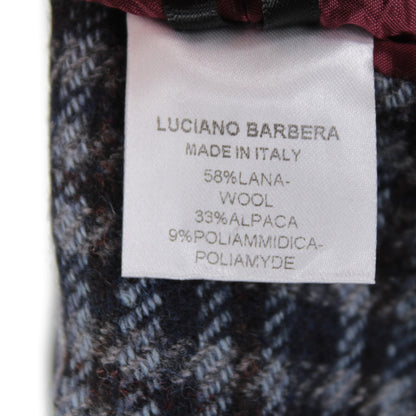 LUCIANO BARBERA
MADE IN ITALY
58%LANA-
WOOL
33%ALPACA
9%POLIAMMIDICA-
POLIAMYDE